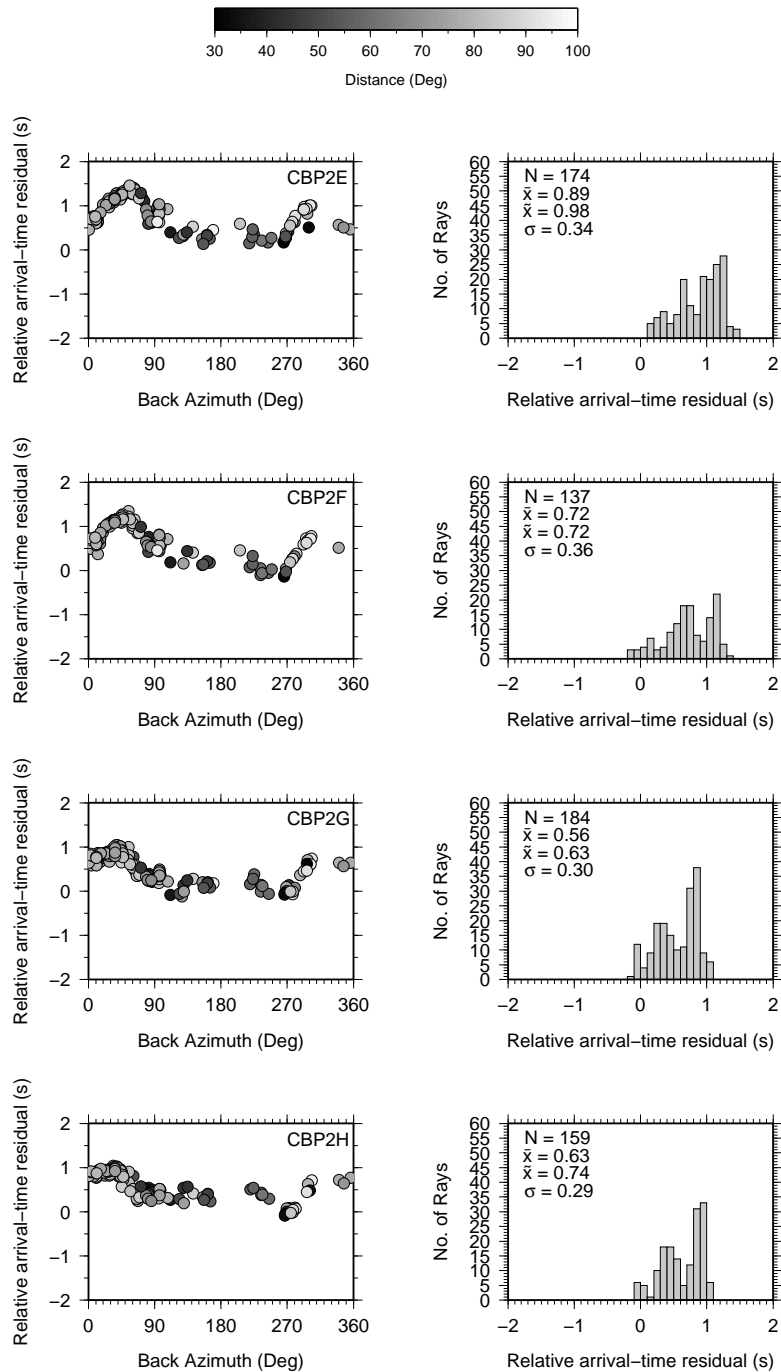 30 40 50 60 70 80 90 100
Distance (Deg)
Relative arrival−time residual (s)
2
1
0
−1
−2
CBP2E
0 90 180 270 360
Back Azimuth (Deg)
No. of Rays
60
55
50
45
40
35
30
25
20
15
10
5
0
N = 174
x̄ = 0.89
x̃ = 0.98
σ = 0.34
−2 −1 0 1 2
Relative arrival−time residual (s)
Relative arrival−time residual (s)
2
1
0
−1
−2
CBP2F
0 90 180 270 360
Back Azimuth (Deg)
No. of Rays
60
55
50
45
40
35
30
25
20
15
10
5
0
N = 137
x̄ = 0.72
x̃ = 0.72
σ = 0.36
−2 −1 0 1 2
Relative arrival−time residual (s)
Relative arrival−time residual (s)
2
1
0
−1
−2
CBP2G
0 90 180 270 360
Back Azimuth (Deg)
No. of Rays
60
55
50
45
40
35
30
25
20
15
10
5
0
N = 184
x̄ = 0.56
x̃ = 0.63
σ = 0.30
−2 −1 0 1 2
Relative arrival−time residual (s)
Relative arrival−time residual (s)
2
1
0
−1
−2
CBP2H
0 90 180 270 360
Back Azimuth (Deg)
No. of Rays
60
55
50
45
40
35
30
25
20
15
10
5
0
N = 159
x̄ = 0.63
x̃ = 0.74
σ = 0.29
−2 −1 0 1 2
Relative arrival−time residual (s)